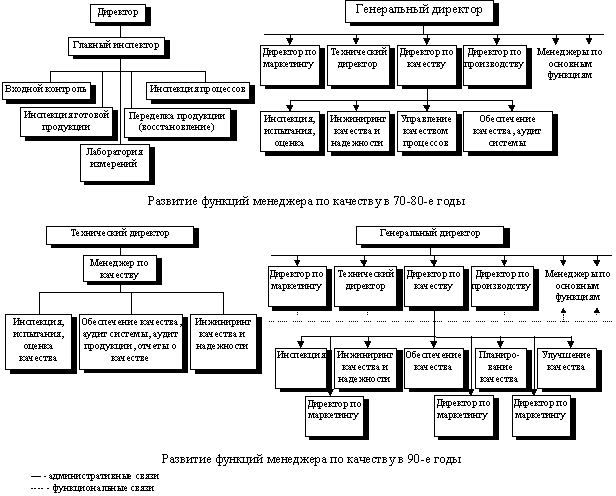 Директор
Главный инспектор
Входной контроль
Инспекция процессов
Инспекция готовой
продукции
Переделка продукции
(восстановление)
Лаборатория
измерений
Генеральный директор
Директор по
маркетингу
Технический
директор
Директор по
качеству
Директор по
производству
Менеджеры по
основным
функциям
Инспекция,
испытания,
оценка
Инжиниринг
качества и
надежности
Управление
качеством
процессов
Обеспечение
качества, аудит
системы
Развитие функций менеджера по качеству в 70-80-е годы
Технический директор
Менеджер по
качеству
Инспекция,
испытания,
оценка
качества
Обеспечение качества,
аудит системы, аудит
продукции, отчеты о
качестве
Инжиниринг
качества и
надежности
Генеральный директор
Директор по
маркетингу
Технический
директор
Директор по
качеству
Директор по
производству
Менеджеры по
основным
функциям
Инспекция
Инжиниринг
качества и
надежности
Обеспечение
качества
Планиро-
вание
качества
Улучшение
качества
Директор по
маркетингу
Директор по
маркетингу
Директор по
маркетингу
Развитие функций менеджера по качеству в 90-е годы
- административные связи
- функциональные связи